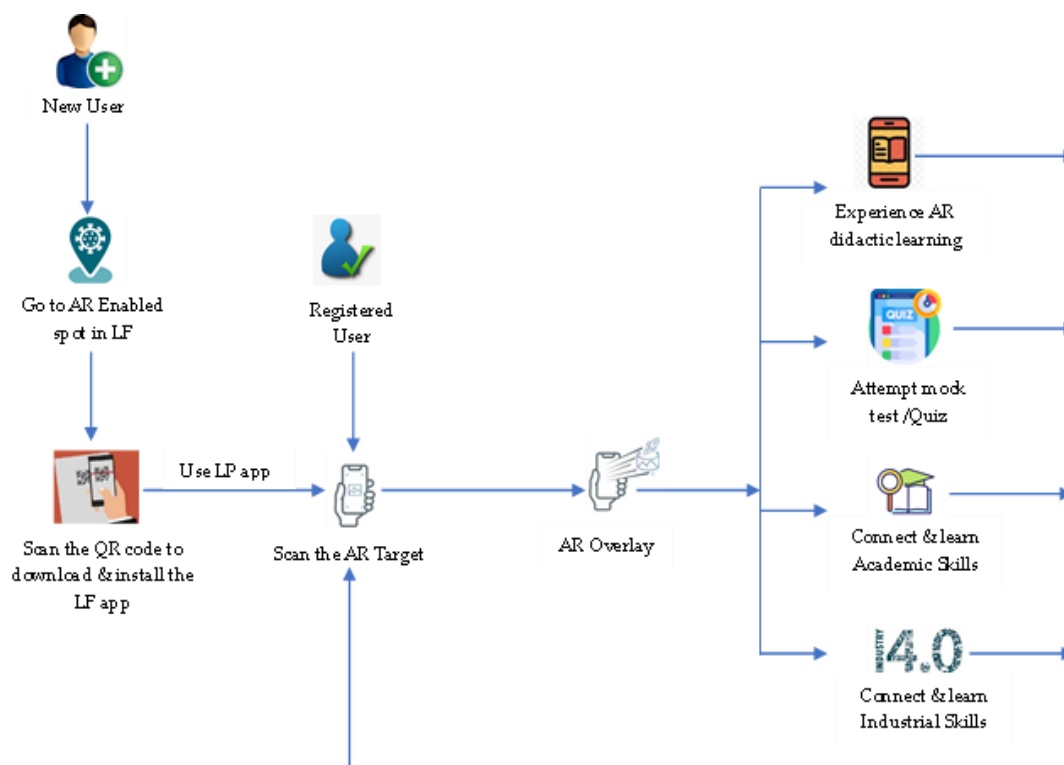 New User
Go to AR Enabled
spot in LF
Scan the QR code to
download & install the
LF app
Use LP app
Registered
User
Scan the AR Target
AR Overlay
Experience AR
didactic learning
QUIZ
Attempt mock
test /Quiz
Connect & learn
Academic Skills
INDUSTRY
I4.0
Connect & learn
Industrial Skills